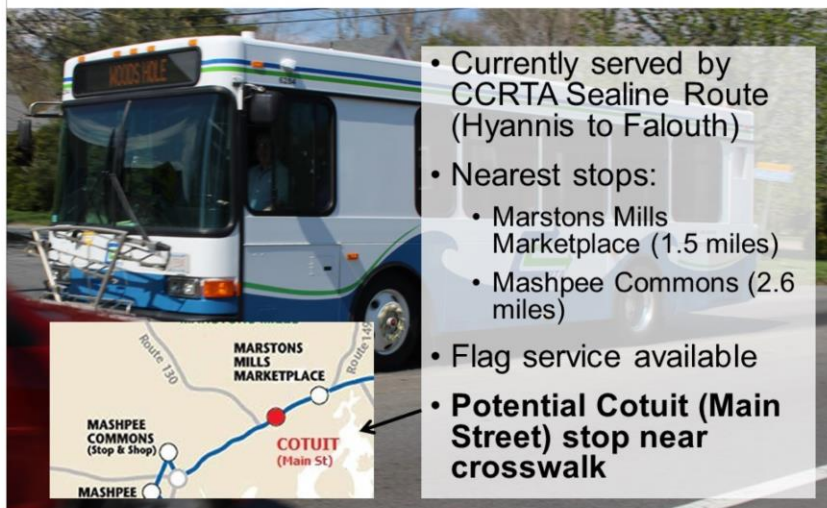 WOODS HOLE
• Currently served by
CCRTA Sealine Route
(Hyannis to Falouth)
• Nearest stops:
• Marstons Mills
Marketplace (1.5 miles)
• Mashpee Commons (2.6
miles)
• Flag service available
• Potential Cotuit (Main
Street) stop near
crosswalk
Route 130
Route 149
MARSTONS
MILLS
MARKETPLACE
MASHPEE
COMMONS
(Stop & Shop)
COTUIT
(Main St)
MASHPEE